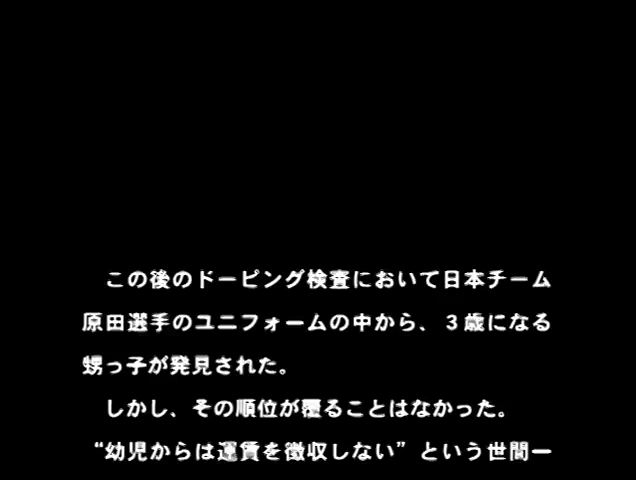 この後のドーピング検査において日本チーム
原田選手のユニフォームの中から、３歳になる
甥っ子が発見された。
しかし、その順位が覆ることはなかった。
“幼児からは運賃を徴収しない”という世間一